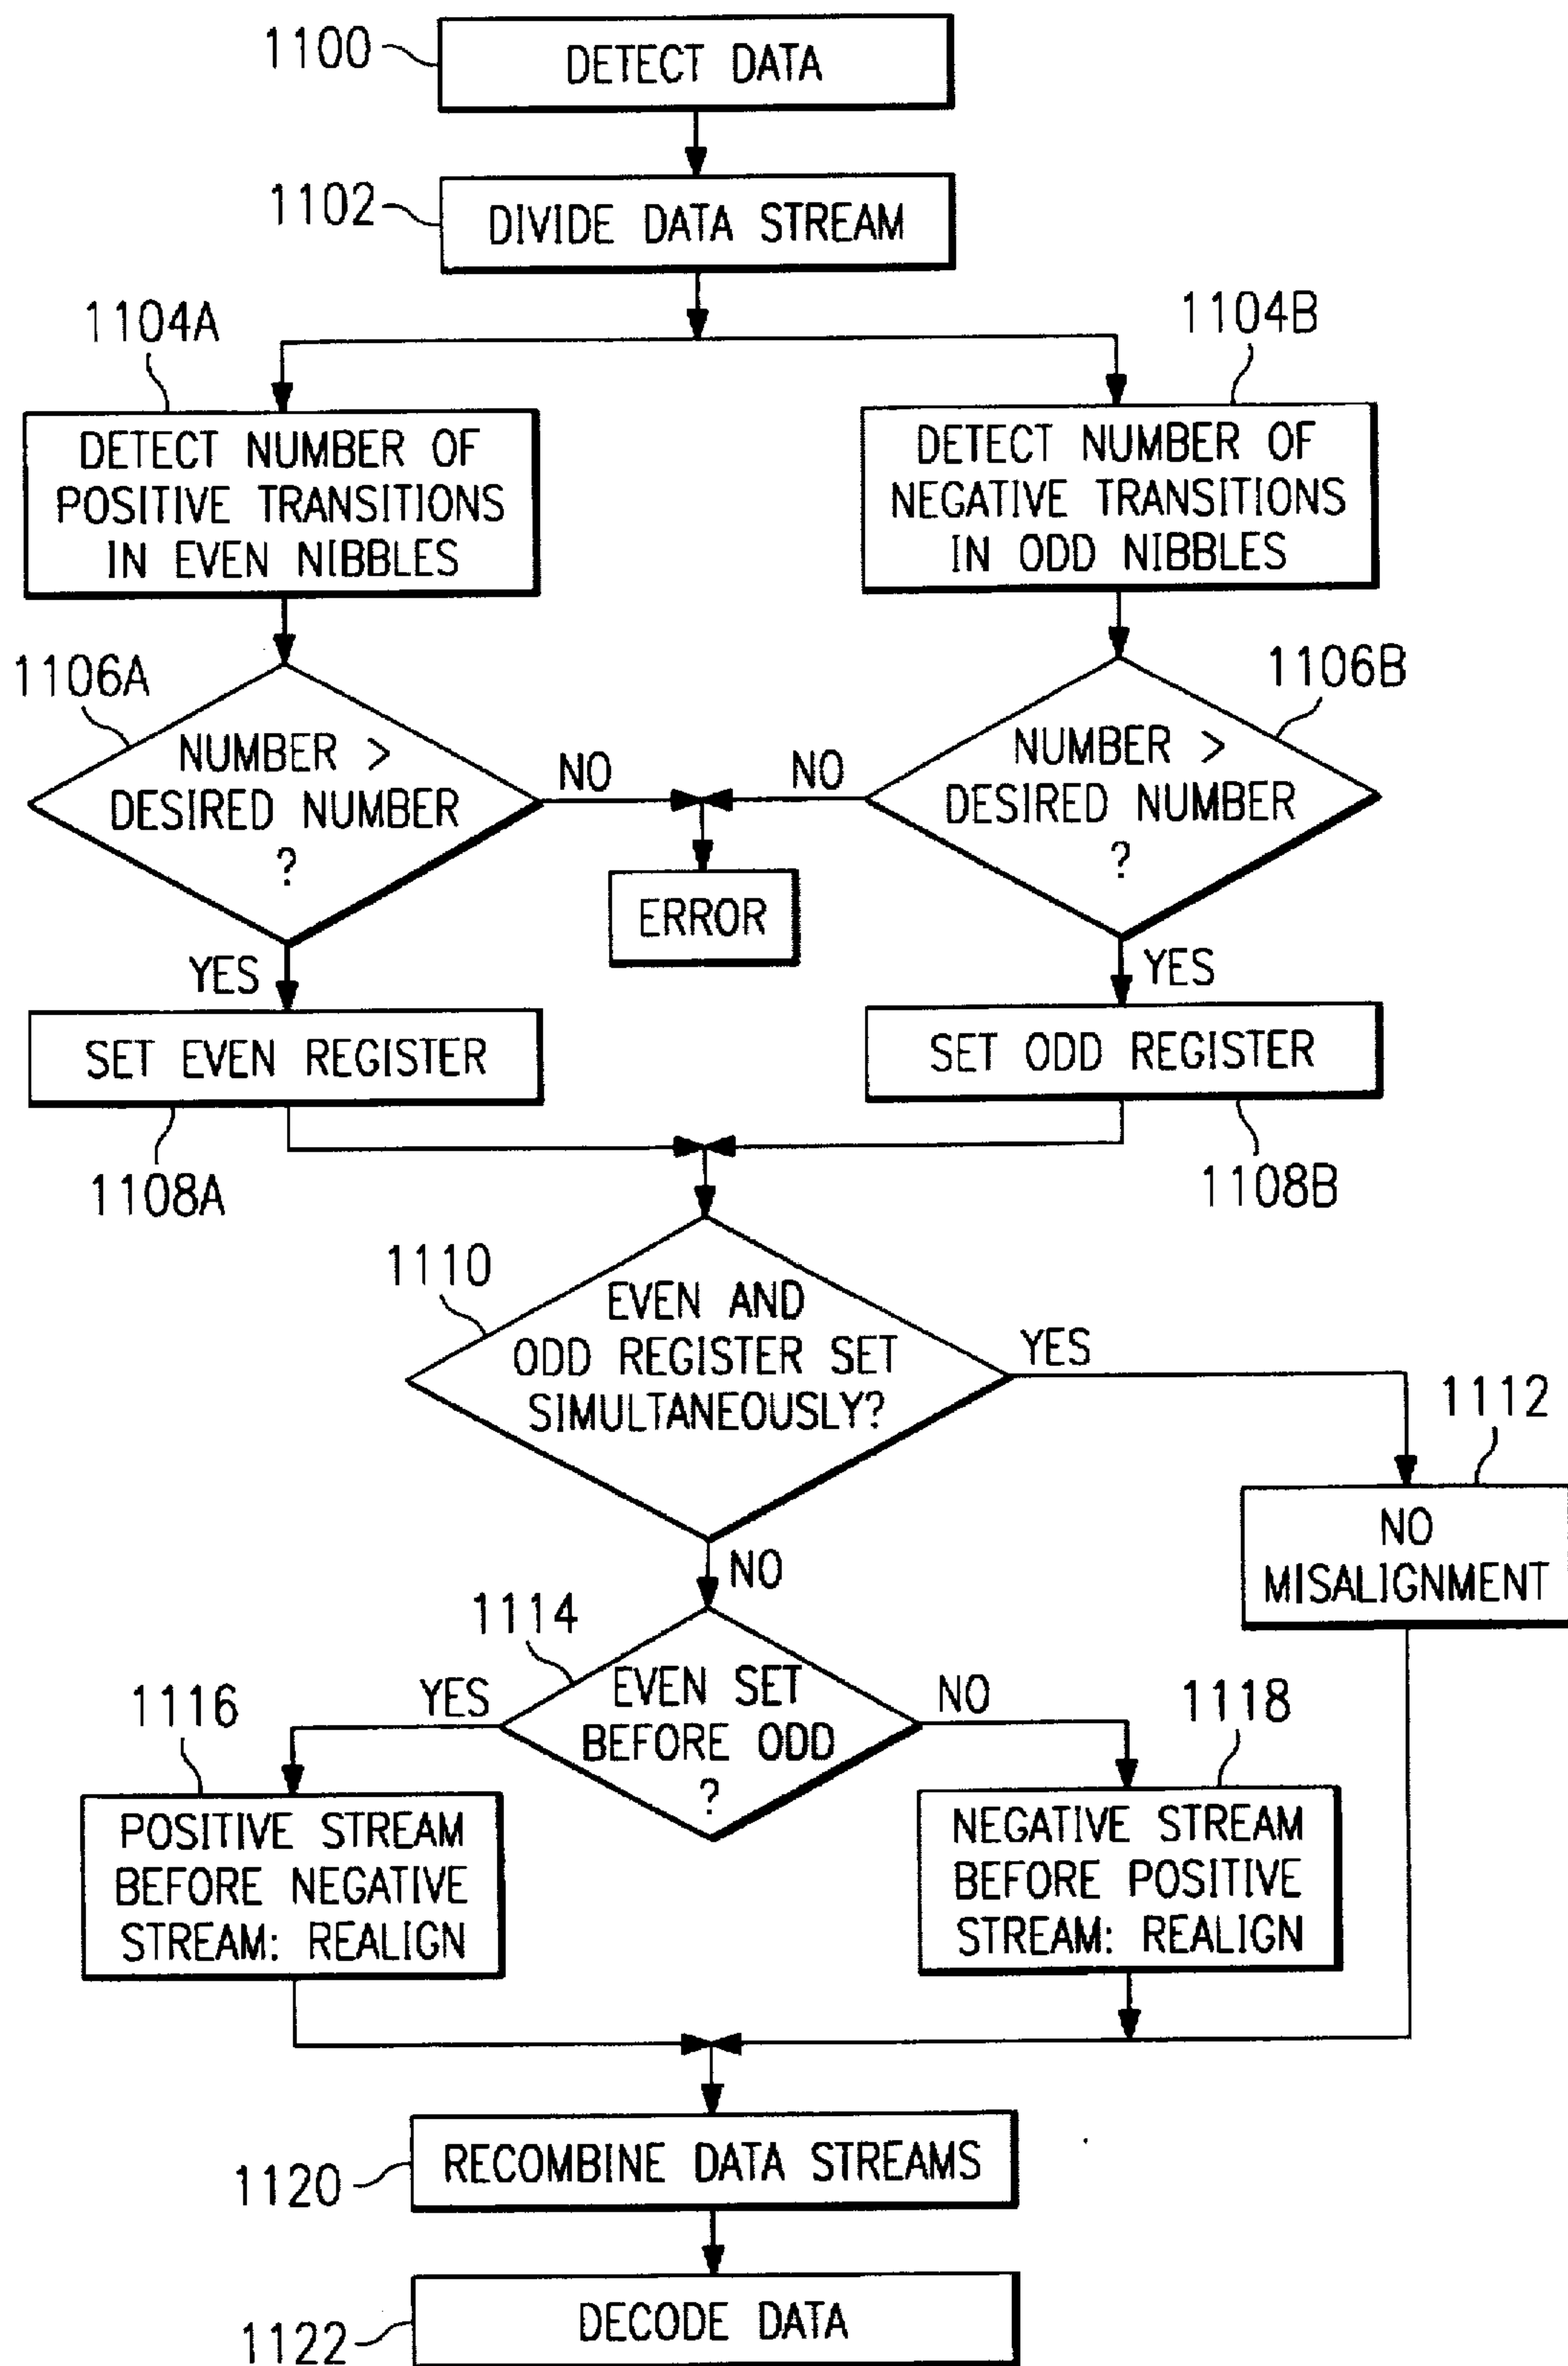 1100
DETECT DATA
1102
DIVIDE DATA STREAM
1104A
1104B
DETECT NUMBER OF
POSITIVE TRANSITIONS
IN EVEN NIBBLES
DETECT NUMBER OF
NEGATIVE TRANSITIONS
IN ODD NIBBLES
1106A
1106B
NUMBER >
DESIRED NUMBER
?
NO
NO
NUMBER >
DESIRED NUMBER
?
ERROR
YES
YES
SET EVEN REGISTER
SET ODD REGISTER
1108A
1108B
1110
EVEN AND
ODD REGISTER SET
SIMULTANEOUSLY?
YES
1112
NO
MISALIGNMENT
NO
1114
EVEN SET
BEFORE ODD
?
YES
NO
1116
1118
POSITIVE STREAM
BEFORE NEGATIVE
STREAM: REALIGN
NEGATIVE STREAM
BEFORE POSITIVE
STREAM: REALIGN
1120
RECOMBINE DATA STREAMS
1122
DECODE DATA